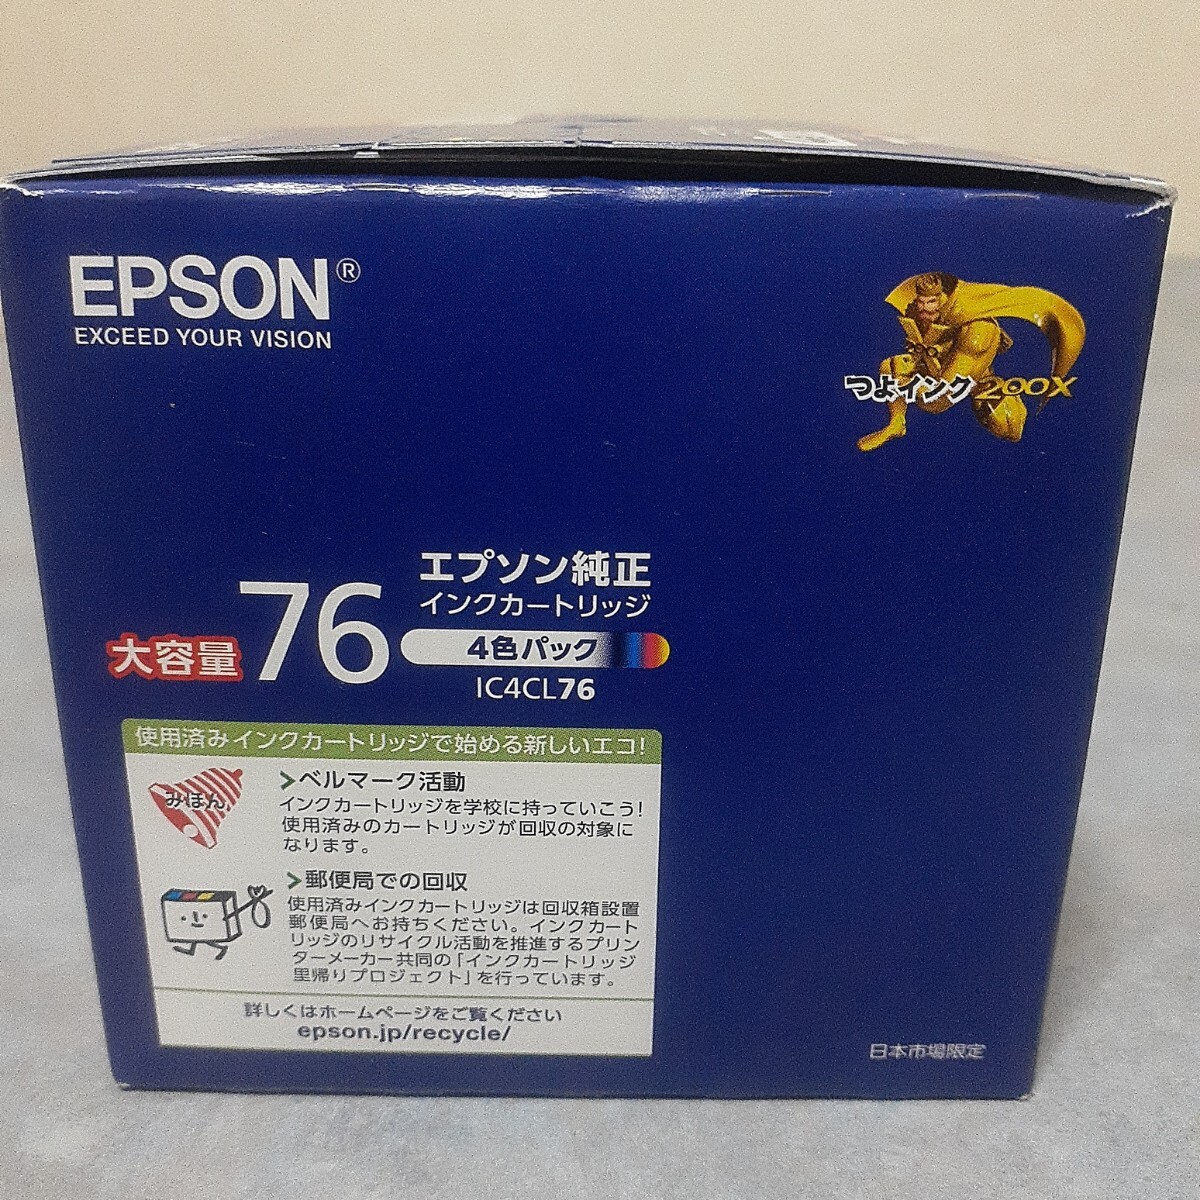 EPSON®
EXCEED YOUR VISION
つよインク200X
エプソン純正
インクカートリッジ
大容量 76
4色パック
IC4CL76
使用済みインクカートリッジで始める新しいエコ!
みほん
ベルマーク活動
インクカートリッジを学校に持っていこう!
使用済みのカートリッジが回収の対象に
なります。
郵便局での回収
使用済みインクカートリッジは回収箱設置
郵便局へお持ちください。インクカート
リッジのリサイクル活動を推進するプリン
ターメーカー共同の「インクカートリッジ
里帰りプロジェクト」を行っています。
詳しくはホームページをご覧ください
epson.jp/recycle/
日本市場限定